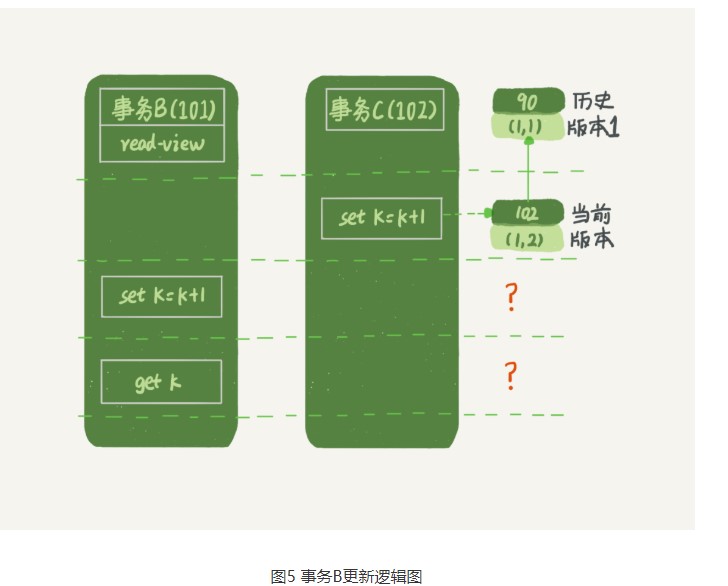 事务B(101)
read-view
事务C(102)
90
(1,1)
历史
版本1
set k=k+1
102
(1,2)
当前
版本
set k=k+1
?
get k
?
图5 事务B更新逻辑图